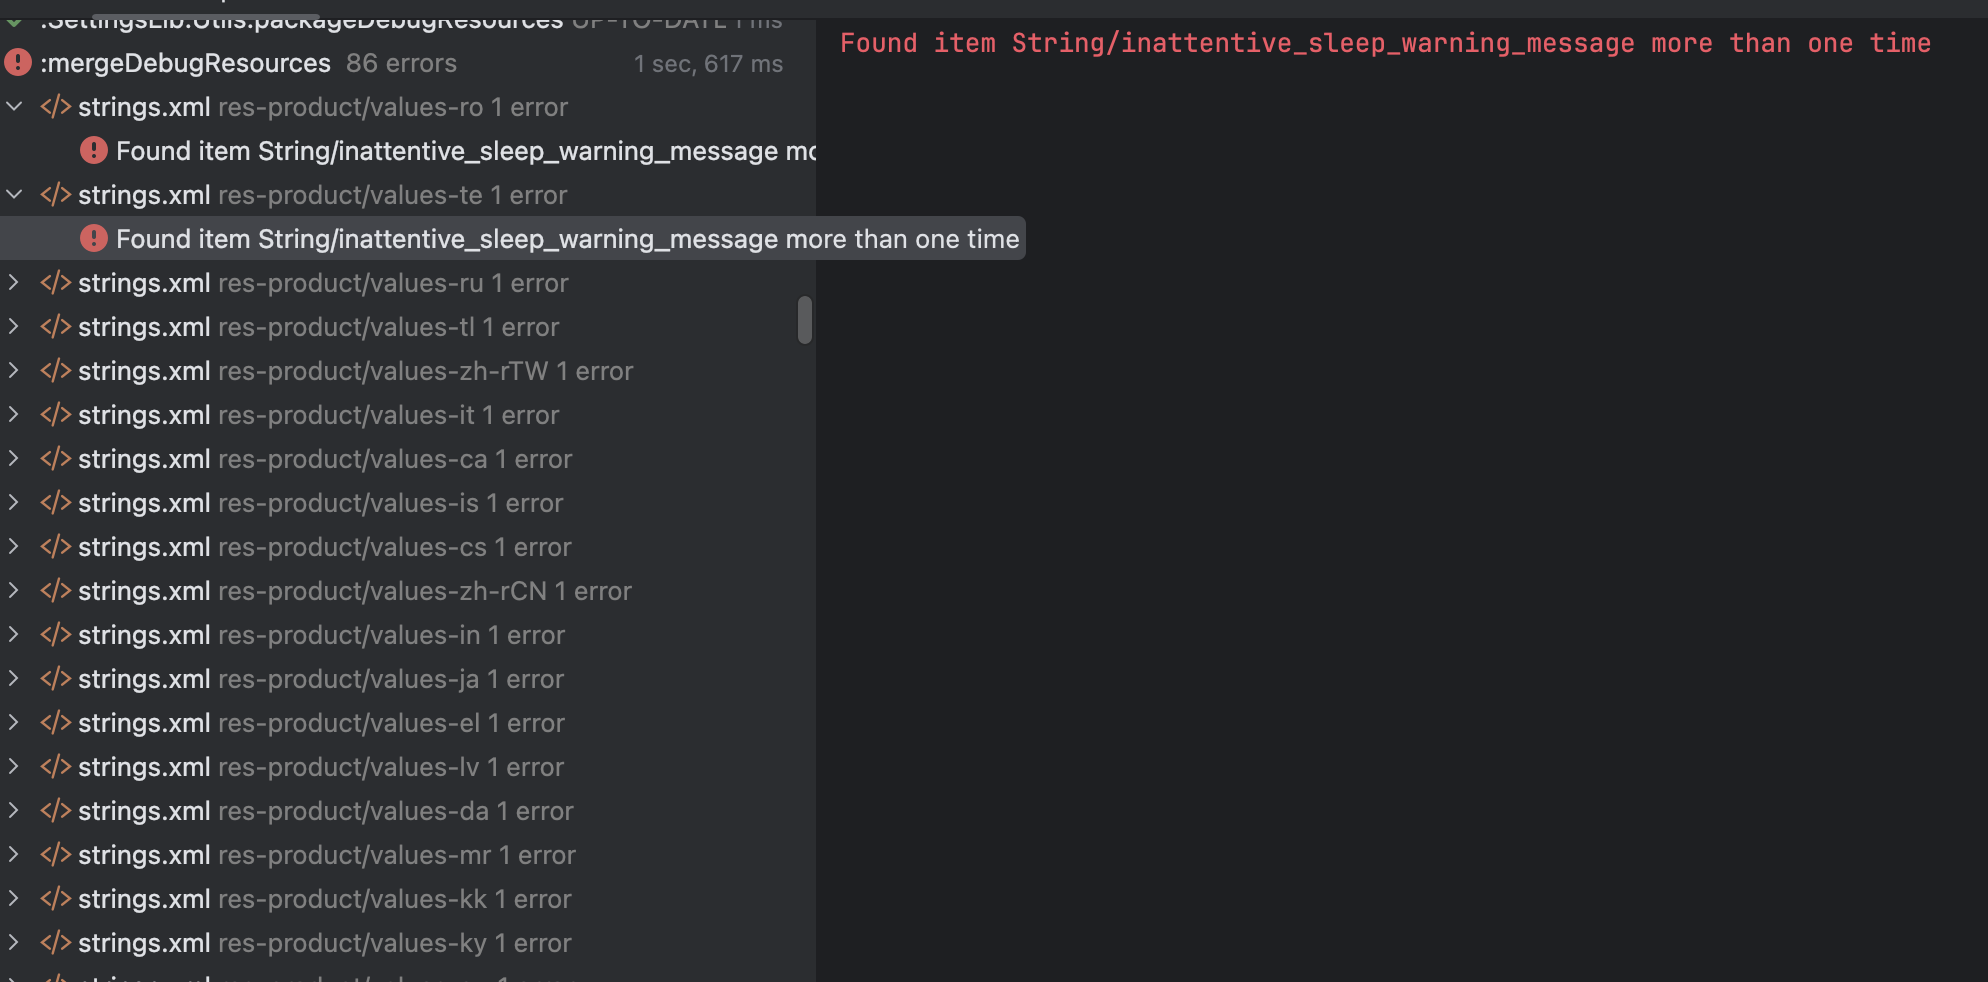 :SettingsLib:Utils:packageDebugResources UP-TO-DATE 1 ms
:mergeDebugResources 86 errors 1 sec, 617 ms
</> strings.xml res-product/values-ro 1 error
Found item String/inattentive_sleep_warning_message mo
</> strings.xml res-product/values-te 1 error
Found item String/inattentive_sleep_warning_message more than one time
</> strings.xml res-product/values-ru 1 error
</> strings.xml res-product/values-tl 1 error
</> strings.xml res-product/values-zh-rTW 1 error
</> strings.xml res-product/values-it 1 error
</> strings.xml res-product/values-ca 1 error
</> strings.xml res-product/values-is 1 error
</> strings.xml res-product/values-cs 1 error
</> strings.xml res-product/values-zh-rCN 1 error
</> strings.xml res-product/values-in 1 error
</> strings.xml res-product/values-ja 1 error
</> strings.xml res-product/values-el 1 error
</> strings.xml res-product/values-lv 1 error
</> strings.xml res-product/values-da 1 error
</> strings.xml res-product/values-mr 1 error
</> strings.xml res-product/values-kk 1 error
</> strings.xml res-product/values-ky 1 error
Found item String/inattentive_sleep_warning_message more than one time